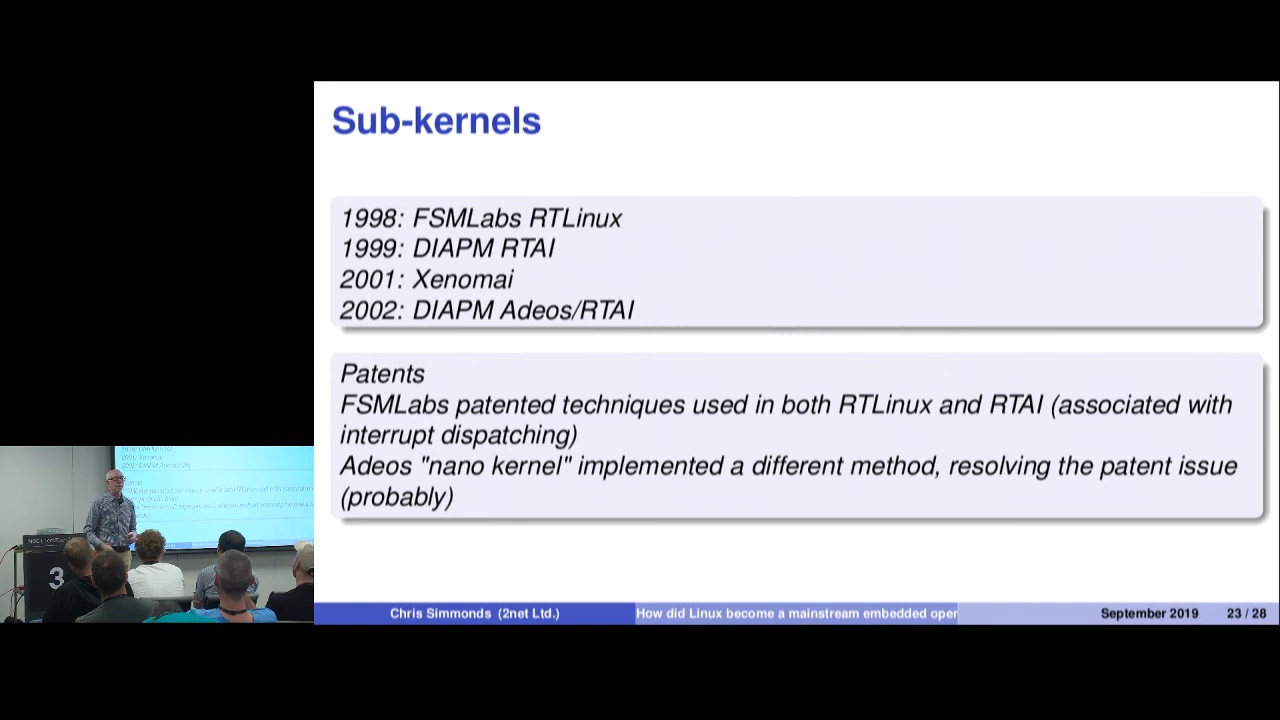 Sub-kernels
1998: FSMLabs RTLinux
1999: DIAPM RTAI
2001: Xenomai
2002: DIAPM Adeos/RTAI
Patents
FSMLabs patented techniques used in both RTLinux and RTAI (associated with
interrupt dispatching)
Adeos "nano kernel" implemented a different method, resolving the patent issue
(probably)
3
Chris Simmonds (2net Ltd.)
How did Linux become a mainstream embedded oper
September 2019
23 / 28